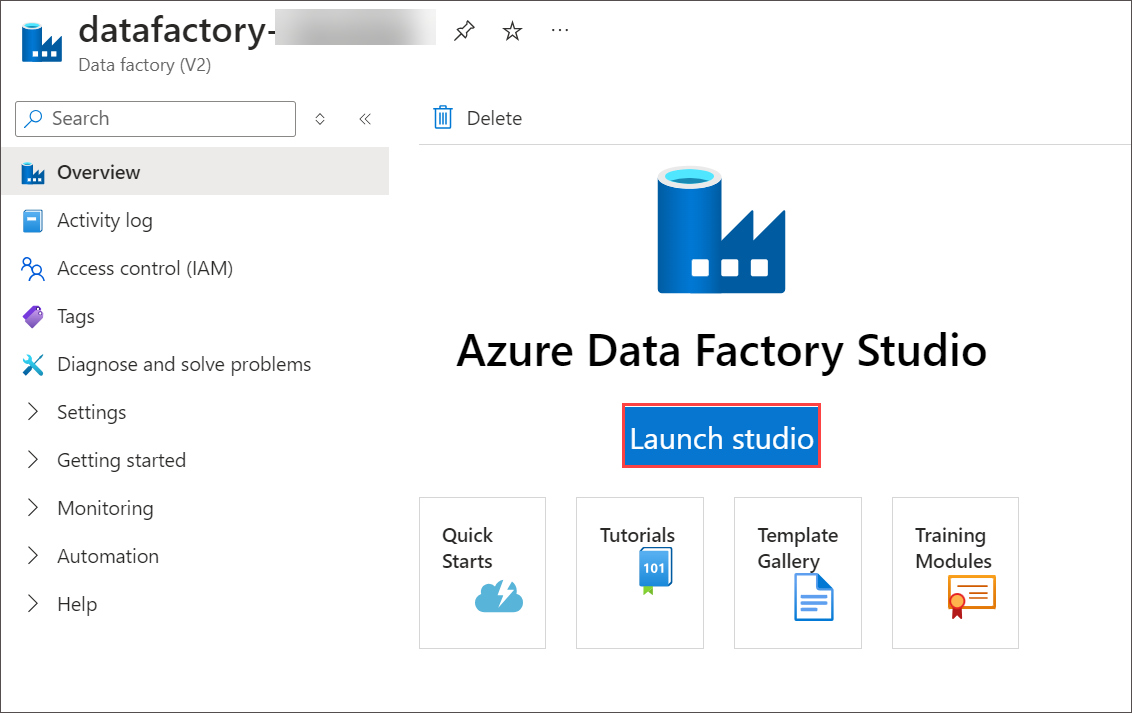 datafactory-
Data factory (V2)
Search
Delete
Overview
Activity log
Access control (IAM)
Tags
Diagnose and solve problems
Settings
Getting started
Monitoring
Automation
Help
Azure Data Factory Studio
Launch studio
Quick
Starts
Tutorials
101
Template
Gallery
Training
Modules